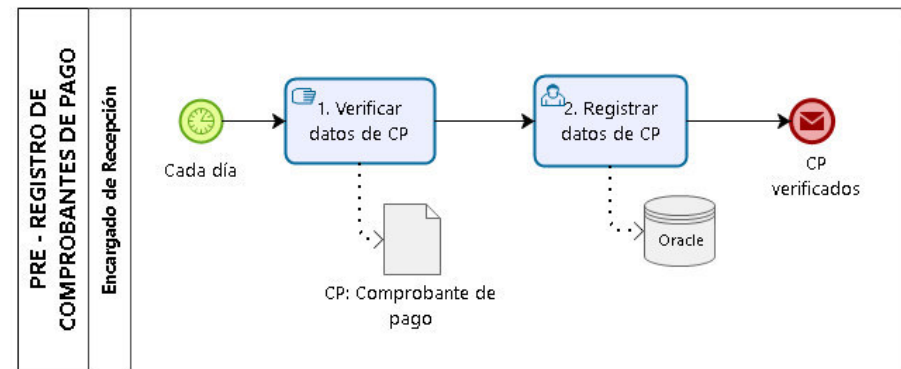 PRE - REGISTRO DE
COMPROBANTES DE PAGO
Encargado de Recepción
Cada día
1. Verificar
datos de CP
CP: Comprobante de
pago
2. Registrar
datos de CP
Oracle
CP
verificados